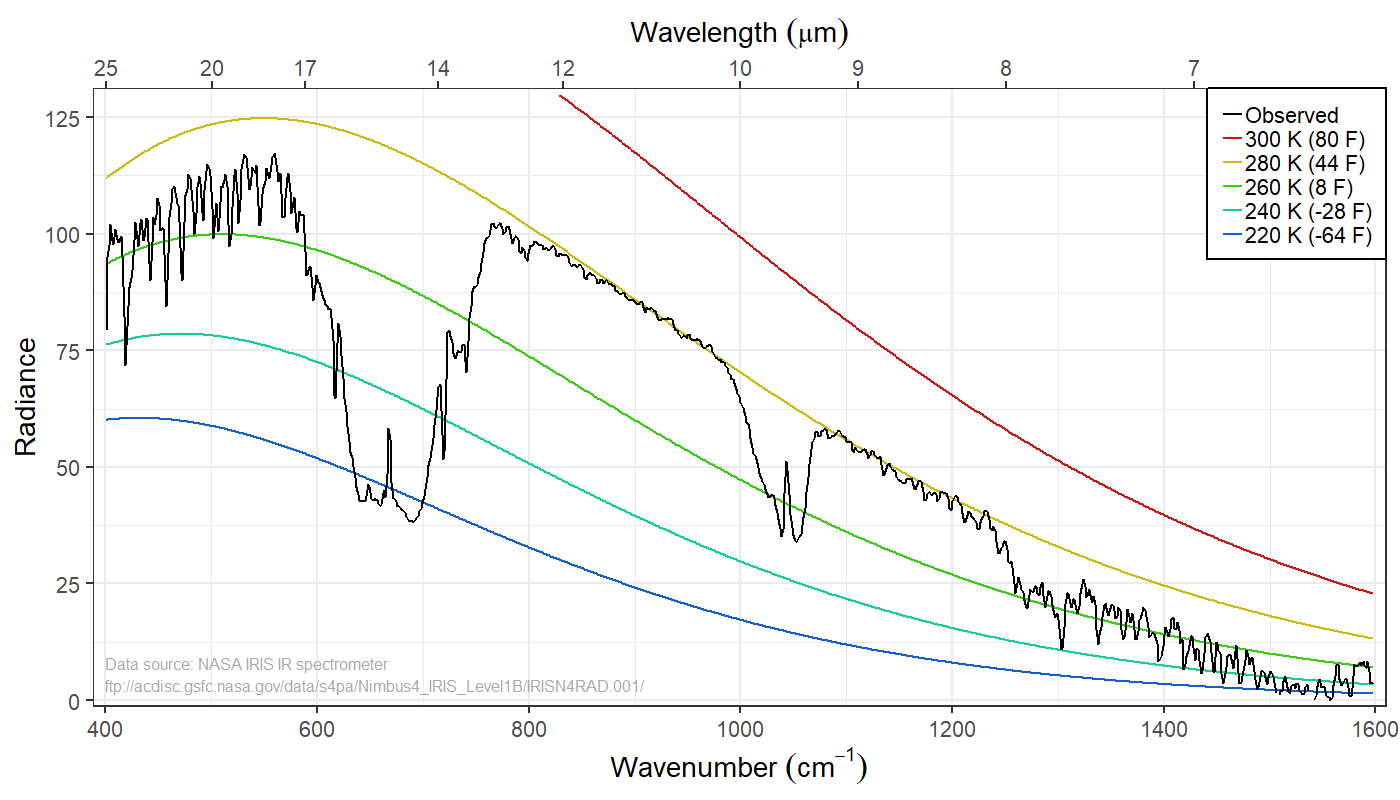 Wavelength (μm)
25 20 17 14 12 10 9 8 7
Observed
300 K (80 F)
280 K (44 F)
260 K (8 F)
240 K (-28 F)
220 K (-64 F)
125
100
75
50
25
0
Radiance
Data source: NASA IRIS IR spectrometer
ftp://acdisc.gsfc.nasa.gov/data/s4pa/Nimbus4_IRIS_Level1B/IRISN4RAD.001/
400 600 800 1000 1200 1400 1600
Wavenumber (cm⁻¹)